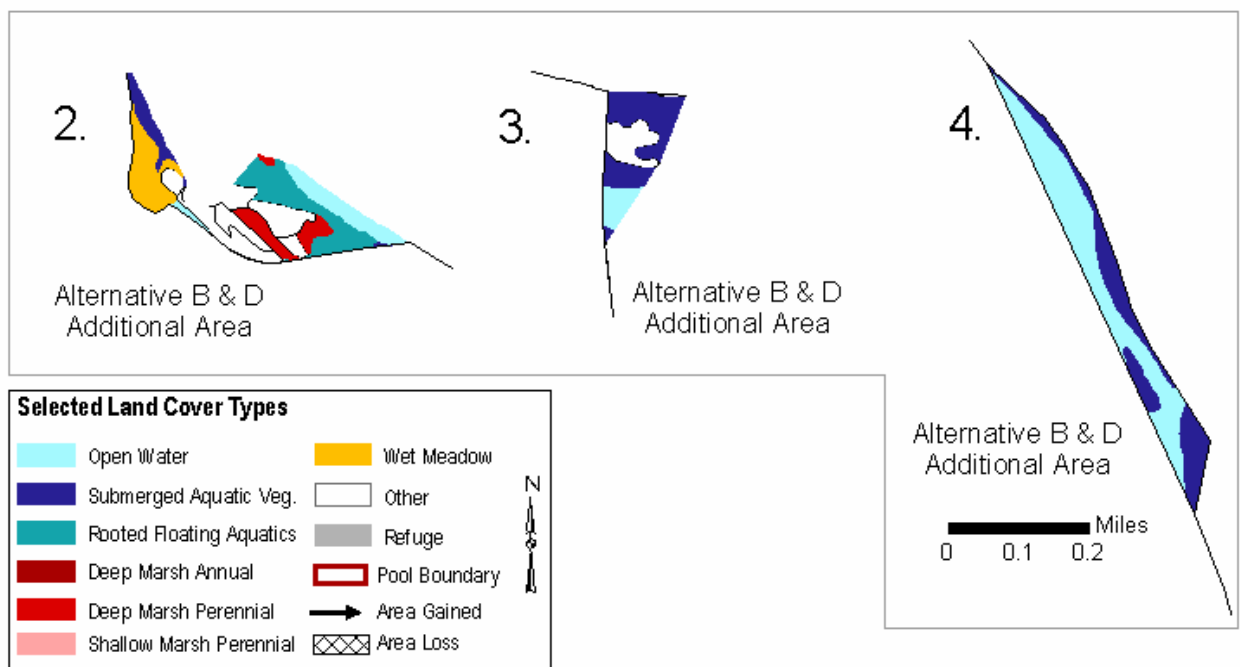 2.
Alternative B & D
Additional Area
3.
Alternative B & D
Additional Area
4.
Alternative B & D
Additional Area
Miles
0 0.1 0.2
Selected Land Cover Types
Open Water
Submerged Aquatic Veg.
Rooted Floating Aquatics
Deep Marsh Annual
Deep Marsh Perennial
Shallow Marsh Perennial
Wet Meadow
Other
Refuge
Pool Boundary
Area Gained
Area Loss
N